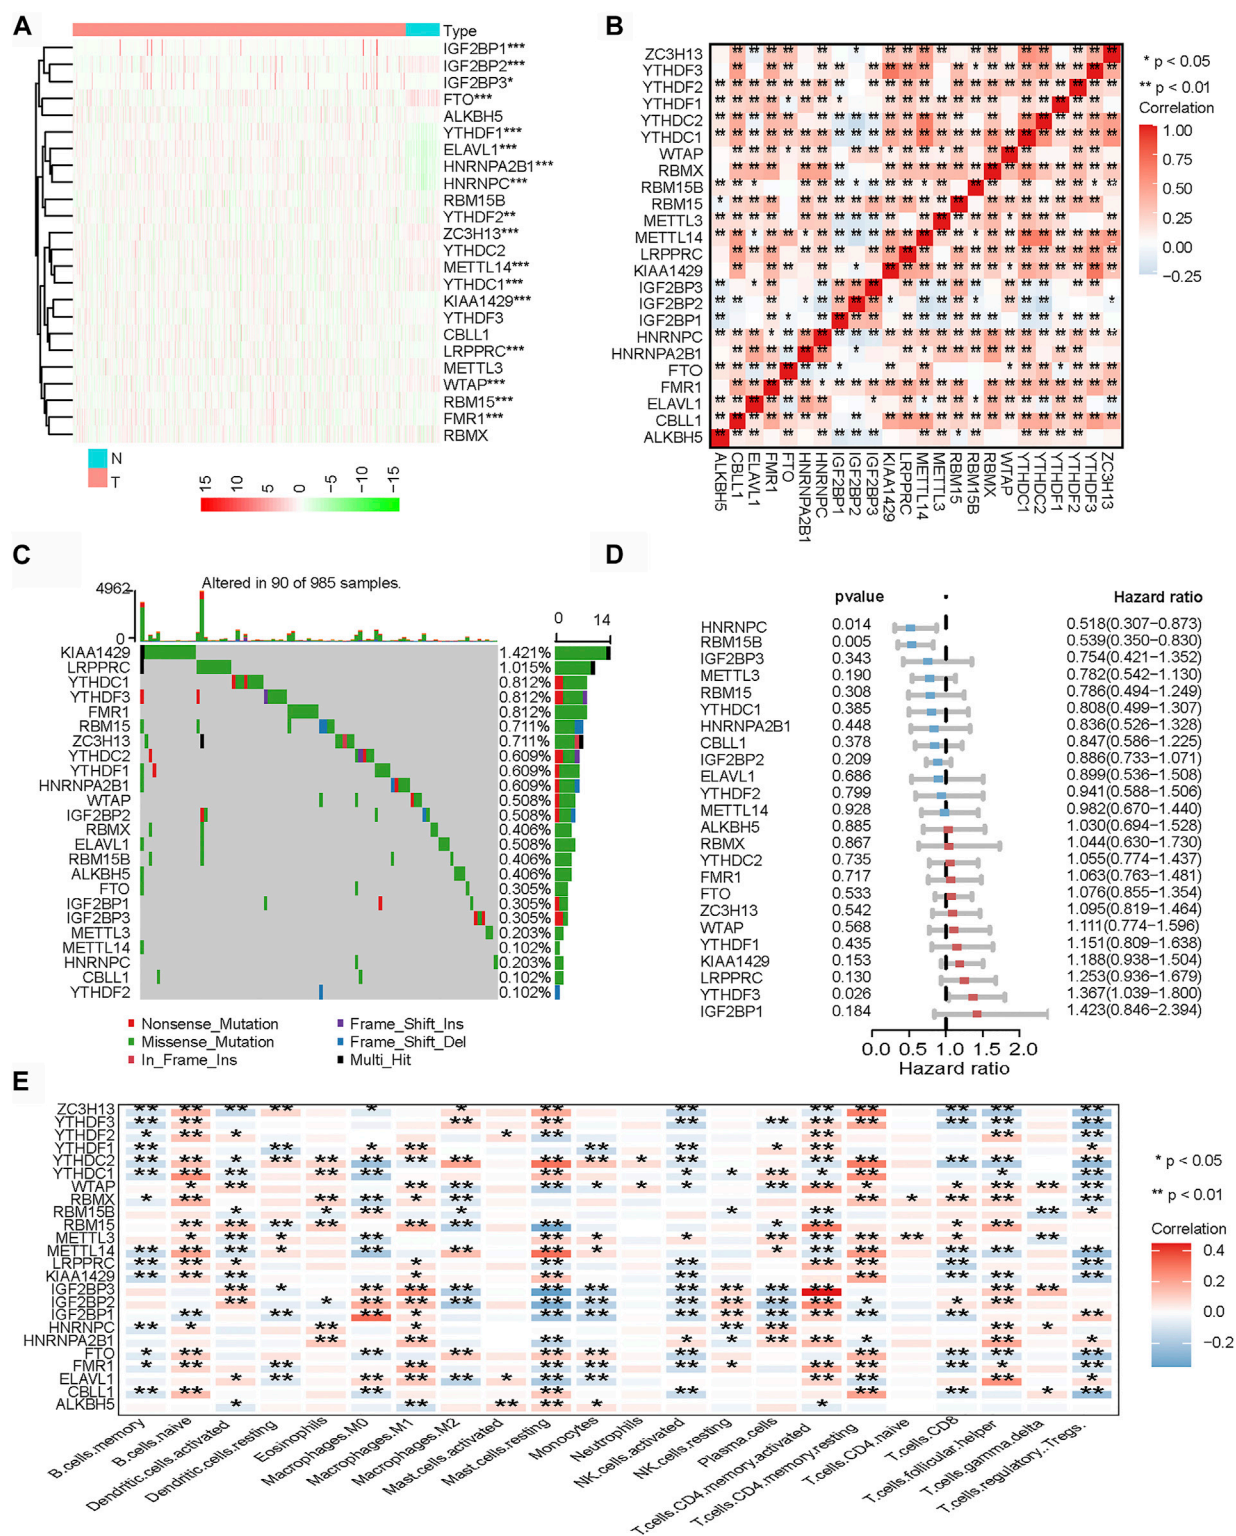 A
Type
IGF2BP1***
IGF2BP2***
IGF2BP3*
FTO***
ALKBH5
YTHDF1***
ELAVL1***
HNRNPA2B1***
HNRNPC***
RBM15B
YTHDF2**
ZC3H13***
YTHDC2
METTL14***
YTHDC1***
KIAA1429***
YTHDF3
CBLL1
LRPPRC***
METTL3
WTAP***
RBM15***
FMR1***
RBMX
N
T
15
10
5
0
-5
-10
-15
B
ZC3H13
YTHDF3
YTHDF2
YTHDF1
YTHDC2
YTHDC1
WTAP
RBMX
RBM15B
RBM15
METTL3
METTL14
LRPPRC
KIAA1429
IGF2BP3
IGF2BP2
IGF2BP1
HNRNPC
HNRNPA2B1
FTO
FMR1
ELAVL1
CBLL1
ALKBH5
ALKBH5
CBLL1
ELAVL1
FMR1
FTO
HNRNPA2B1
HNRNPC
IGF2BP1
IGF2BP2
IGF2BP3
KIAA1429
LRPPRC
METTL14
METTL3
RBM15
RBM15B
RBMX
WTAP
YTHDC1
YTHDC2
YTHDF1
YTHDF2
YTHDF3
ZC3H13
* p < 0.05
** p < 0.01
Correlation
1.00
0.75
0.50
0.25
0.00
−0.25
C
Altered in 90 of 985 samples.
4962
0
0 14
KIAA1429 1.421%
LRPPRC 1.015%
YTHDC1 0.812%
YTHDF3 0.812%
FMR1 0.812%
RBM15 0.711%
ZC3H13 0.711%
YTHDC2 0.609%
YTHDF1 0.609%
HNRNPA2B1 0.609%
WTAP 0.508%
IGF2BP2 0.508%
RBMX 0.406%
ELAVL1 0.508%
RBM15B 0.406%
ALKBH5 0.406%
FTO 0.305%
IGF2BP1 0.305%
IGF2BP3 0.305%
METTL3 0.203%
METTL14 0.102%
HNRNPC 0.203%
CBLL1 0.102%
YTHDF2 0.102%
Nonsense_Mutation
Missense_Mutation
In_Frame_Ins
Frame_Shift_Ins
Frame_Shift_Del
Multi_Hit
D
pvalue Hazard ratio
HNRNPC 0.014 0.518(0.307−0.873)
RBM15B 0.005 0.539(0.350−0.830)
IGF2BP3 0.343 0.754(0.421−1.352)
METTL3 0.190 0.782(0.542−1.130)
RBM15 0.308 0.786(0.494−1.249)
YTHDC1 0.385 0.808(0.499−1.307)
HNRNPA2B1 0.448 0.836(0.526−1.328)
CBLL1 0.378 0.847(0.586−1.225)
IGF2BP2 0.209 0.886(0.733−1.071)
ELAVL1 0.686 0.899(0.536−1.508)
YTHDF2 0.799 0.941(0.588−1.506)
METTL14 0.928 0.982(0.670−1.440)
ALKBH5 0.885 1.030(0.694−1.528)
RBMX 0.867 1.044(0.630−1.730)
YTHDC2 0.735 1.055(0.774−1.437)
FMR1 0.717 1.063(0.763−1.481)
FTO 0.533 1.076(0.855−1.354)
ZC3H13 0.542 1.095(0.819−1.464)
WTAP 0.568 1.111(0.774−1.596)
YTHDF1 0.435 1.151(0.809−1.638)
KIAA1429 0.153 1.188(0.938−1.504)
LRPPRC 0.130 1.253(0.936−1.679)
YTHDF3 0.026 1.367(1.039−1.800)
IGF2BP1 0.184 1.423(0.846−2.394)
0.0 0.5 1.0 1.5 2.0
Hazard ratio
E
ZC3H13
YTHDF3
YTHDF2
YTHDF1
YTHDC2
YTHDC1
WTAP
RBMX
RBM15B
RBM15
METTL3
METTL14
LRPPRC
KIAA1429
IGF2BP3
IGF2BP2
IGF2BP1
HNRNPC
HNRNPA2B1
FTO
FMR1
ELAVL1
CBLL1
ALKBH5
B.cells.memory
B.cells.naive
Dendritic.cells.activated
Dendritic.cells.resting
Eosinophils
Macrophages.M0
Macrophages.M1
Macrophages.M2
Mast.cells.activated
Mast.cells.resting
Monocytes
Neutrophils
NK.cells.activated
NK.cells.resting
Plasma.cells
T.cells.CD4.memory.activated
T.cells.CD4.memory.resting
T.cells.CD4.naive
T.cells.CD8
T.cells.follicular.helper
T.cells.gamma.delta
T.cells.regulatory..Tregs.
* p < 0.05
** p < 0.01
Correlation
0.4
0.2
0.0
−0.2